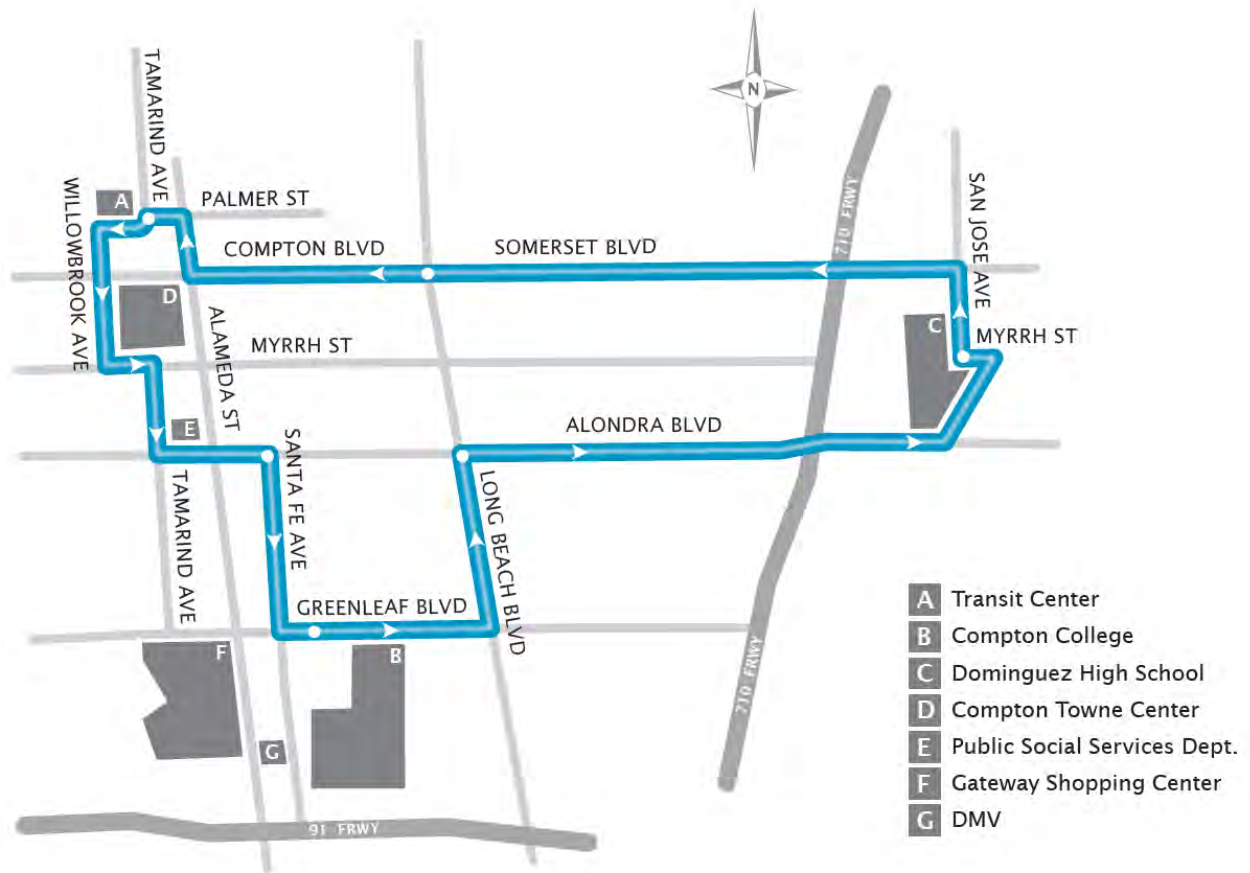 TAMARIND AVE
N
710 FRWY
SAN JOSE AVE
WILLOWBROOK AVE
A
PALMER ST
COMPTON BLVD
SOMERSET BLVD
D
ALAMEDA ST
MYRRH ST
C
MYRRH ST
E
ALONDRA BLVD
SANTA FE AVE
TAMARIND AVE
LONG BEACH BLVD
GREENLEAF BLVD
F
B
710 FRWY
G
91 FRWY
A Transit Center
B Compton College
C Dominguez High School
D Compton Towne Center
E Public Social Services Dept.
F Gateway Shopping Center
G DMV